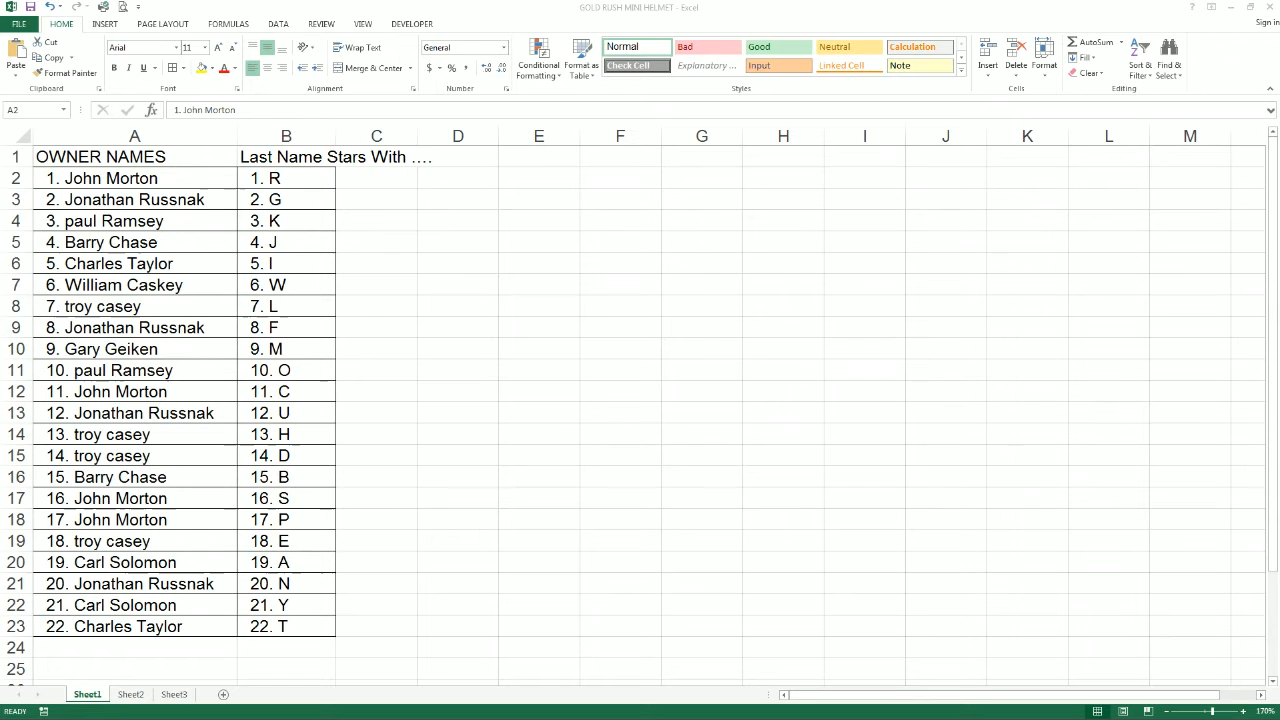 GOLD RUSH MINI HELMET - Excel
Sign in
FILE HOME INSERT PAGE LAYOUT FORMULAS DATA REVIEW VIEW DEVELOPER
Paste Cut Copy Format Painter
Arial 11 B I U A
Wrap Text Merge & Center
General $ % ,
Conditional Formatting Format as Table
Normal Bad Good Neutral Calculation
Check Cell Explanatory ... Input Linked Cell Note
Insert Delete Format
AutoSum Fill Clear Sort & Filter Find & Select
Clipboard Font Alignment Number Styles Cells Editing
A2 fx 1. John Morton
A B C D E F G H I J K L M
1 OWNER NAMES Last Name Stars With ....
2 1. John Morton 1. R
3 2. Jonathan Russnak 2. G
4 3. paul Ramsey 3. K
5 4. Barry Chase 4. J
6 5. Charles Taylor 5. I
7 6. William Caskey 6. W
8 7. troy casey 7. L
9 8. Jonathan Russnak 8. F
10 9. Gary Geiken 9. M
11 10. paul Ramsey 10. O
12 11. John Morton 11. C
13 12. Jonathan Russnak 12. U
14 13. troy casey 13. H
15 14. troy casey 14. D
16 15. Barry Chase 15. B
17 16. John Morton 16. S
18 17. John Morton 17. P
19 18. troy casey 18. E
20 19. Carl Solomon 19. A
21 20. Jonathan Russnak 20. N
22 21. Carl Solomon 21. Y
23 22. Charles Taylor 22. T
24
25
Sheet1 Sheet2 Sheet3
READY 170%